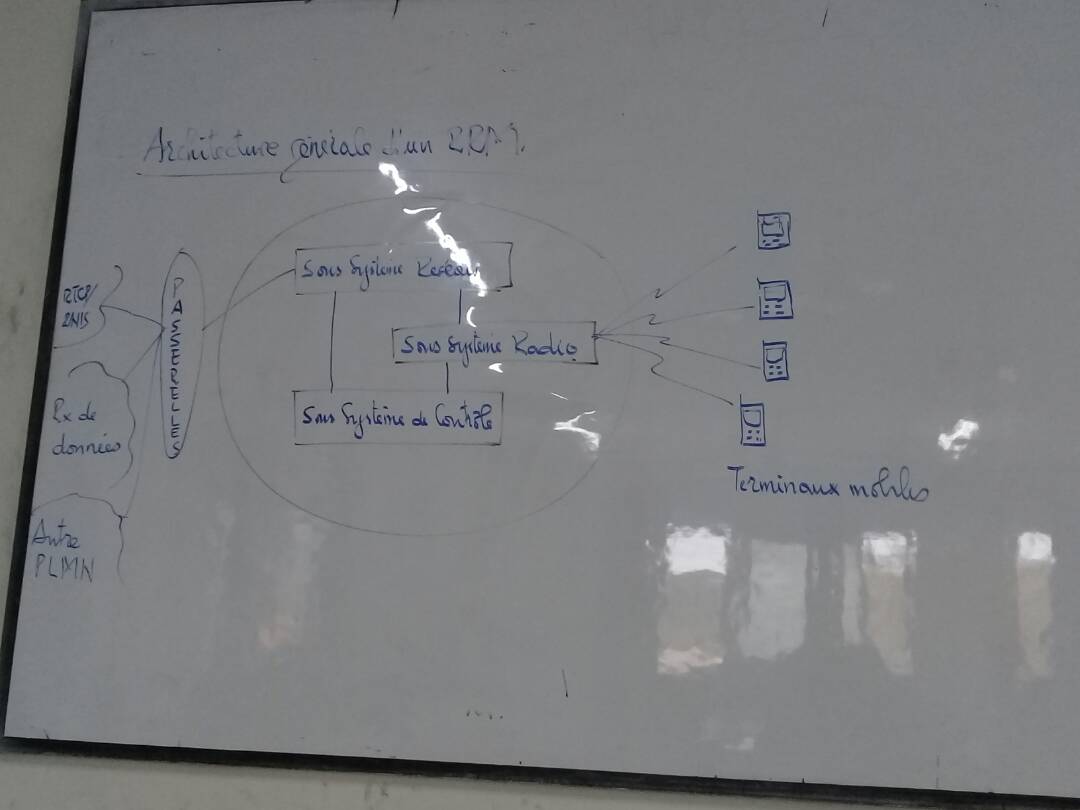 Architecture générale d'un
Sous Système Réseau
Sous Système Radio
Sous Système de Contrôle
PASSERELLES
RTCP/
RNIS
Rx de
données
Autre
PLMN
Terminaux mobiles